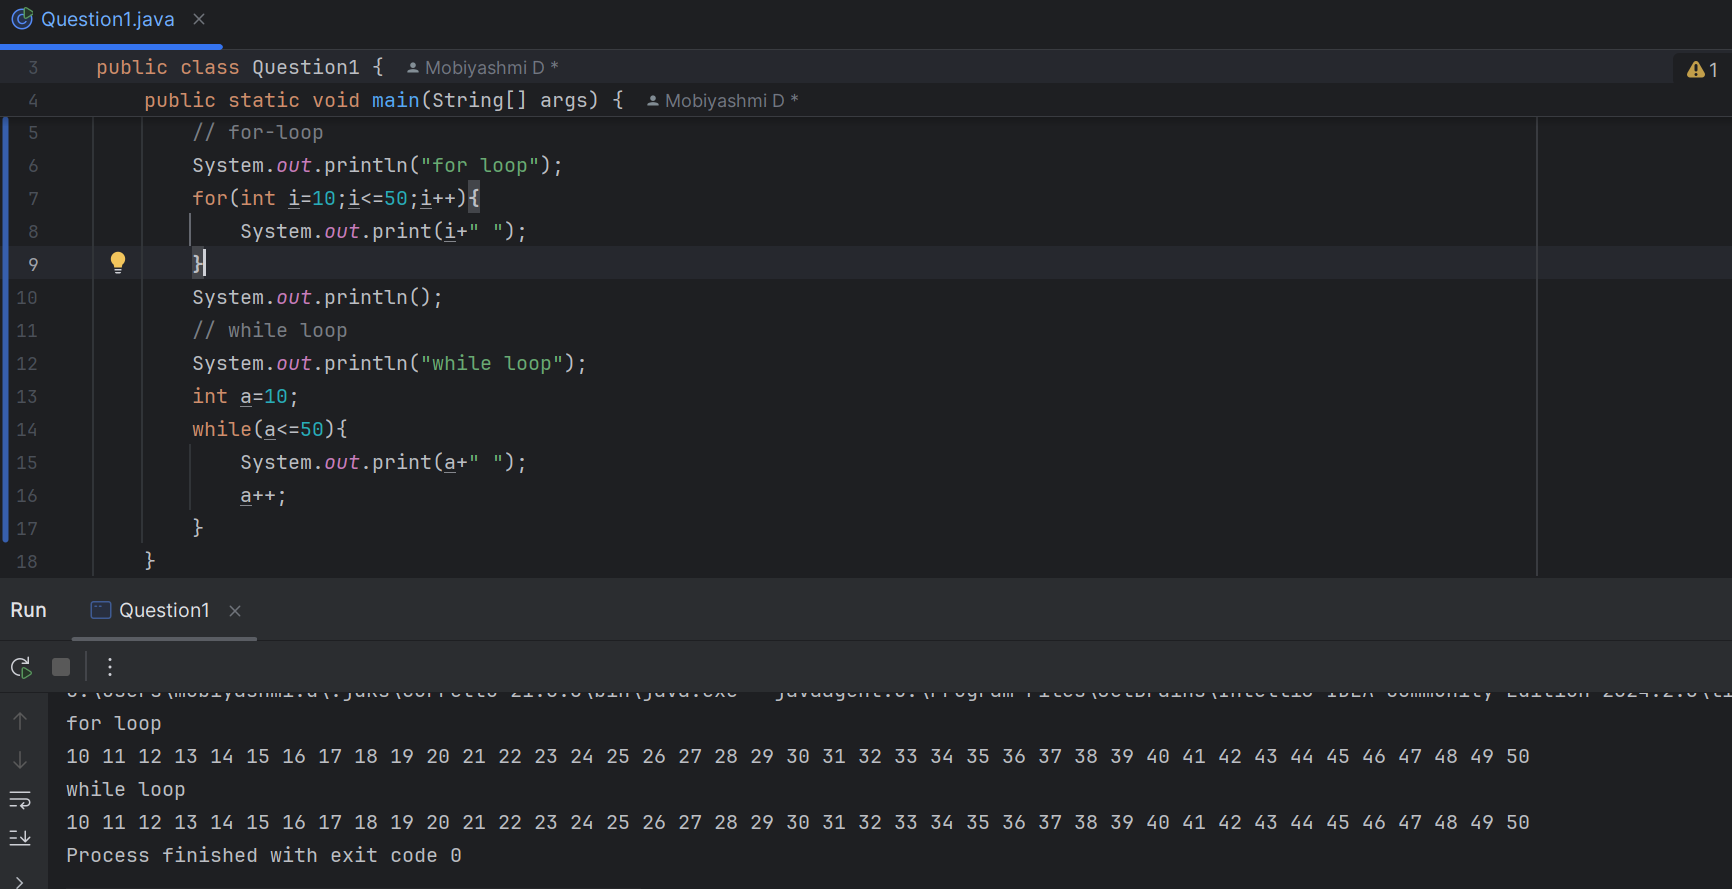 Question1.java
3 public class Question1 { Mobiyashmi D *
1
4 public static void main(String[] args) { Mobiyashmi D *
5 // for-loop
6 System.out.println("for loop");
7 for(int i=10;i<=50;i++){
8 System.out.print(i+" ");
9 }
10 System.out.println();
11 // while loop
12 System.out.println("while loop");
13 int a=10;
14 while(a<=50){
15 System.out.print(a+" ");
16 a++;
17 }
18 }
Run Question1
for loop
10 11 12 13 14 15 16 17 18 19 20 21 22 23 24 25 26 27 28 29 30 31 32 33 34 35 36 37 38 39 40 41 42 43 44 45 46 47 48 49 50
while loop
10 11 12 13 14 15 16 17 18 19 20 21 22 23 24 25 26 27 28 29 30 31 32 33 34 35 36 37 38 39 40 41 42 43 44 45 46 47 48 49 50
Process finished with exit code 0